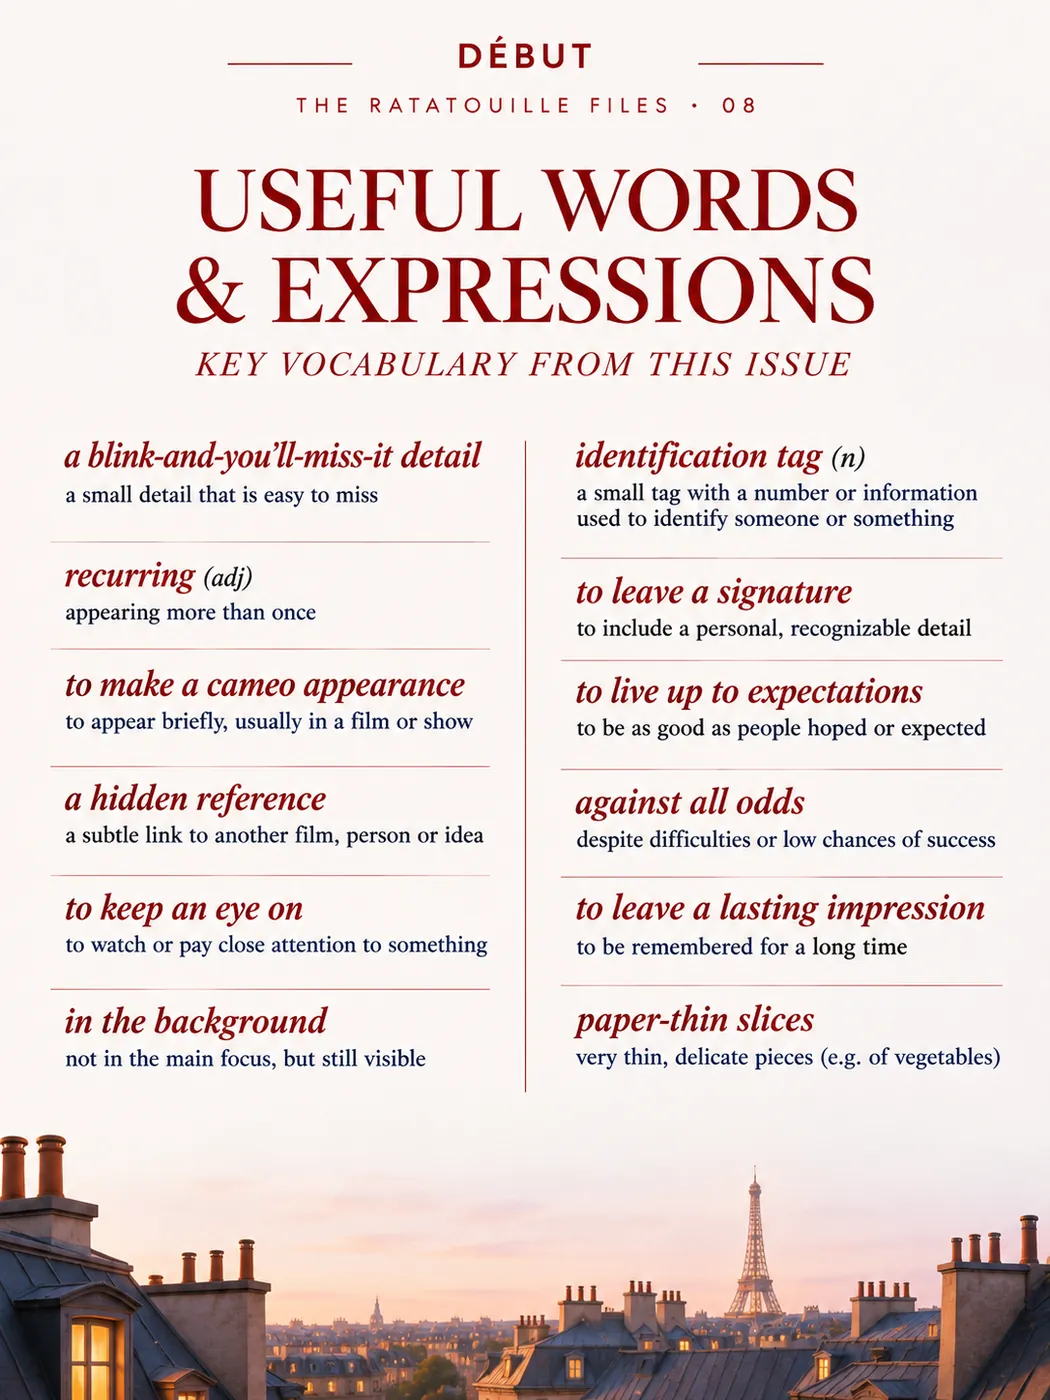 DÉBUT
THE RATATOUILLE FILES • 08
USEFUL WORDS
& EXPRESSIONS
KEY VOCABULARY FROM THIS ISSUE
a blink-and-you'll-miss-it detail
a small detail that is easy to miss
recurring (adj)
appearing more than once
to make a cameo appearance
to appear briefly, usually in a film or show
a hidden reference
a subtle link to another film, person or idea
to keep an eye on
to watch or pay close attention to something
in the background
not in the main focus, but still visible
identification tag (n)
a small tag with a number or information
used to identify someone or something
to leave a signature
to include a personal, recognizable detail
to live up to expectations
to be as good as people hoped or expected
against all odds
despite difficulties or low chances of success
to leave a lasting impression
to be remembered for a long time
paper-thin slices
very thin, delicate pieces (e.g. of vegetables)